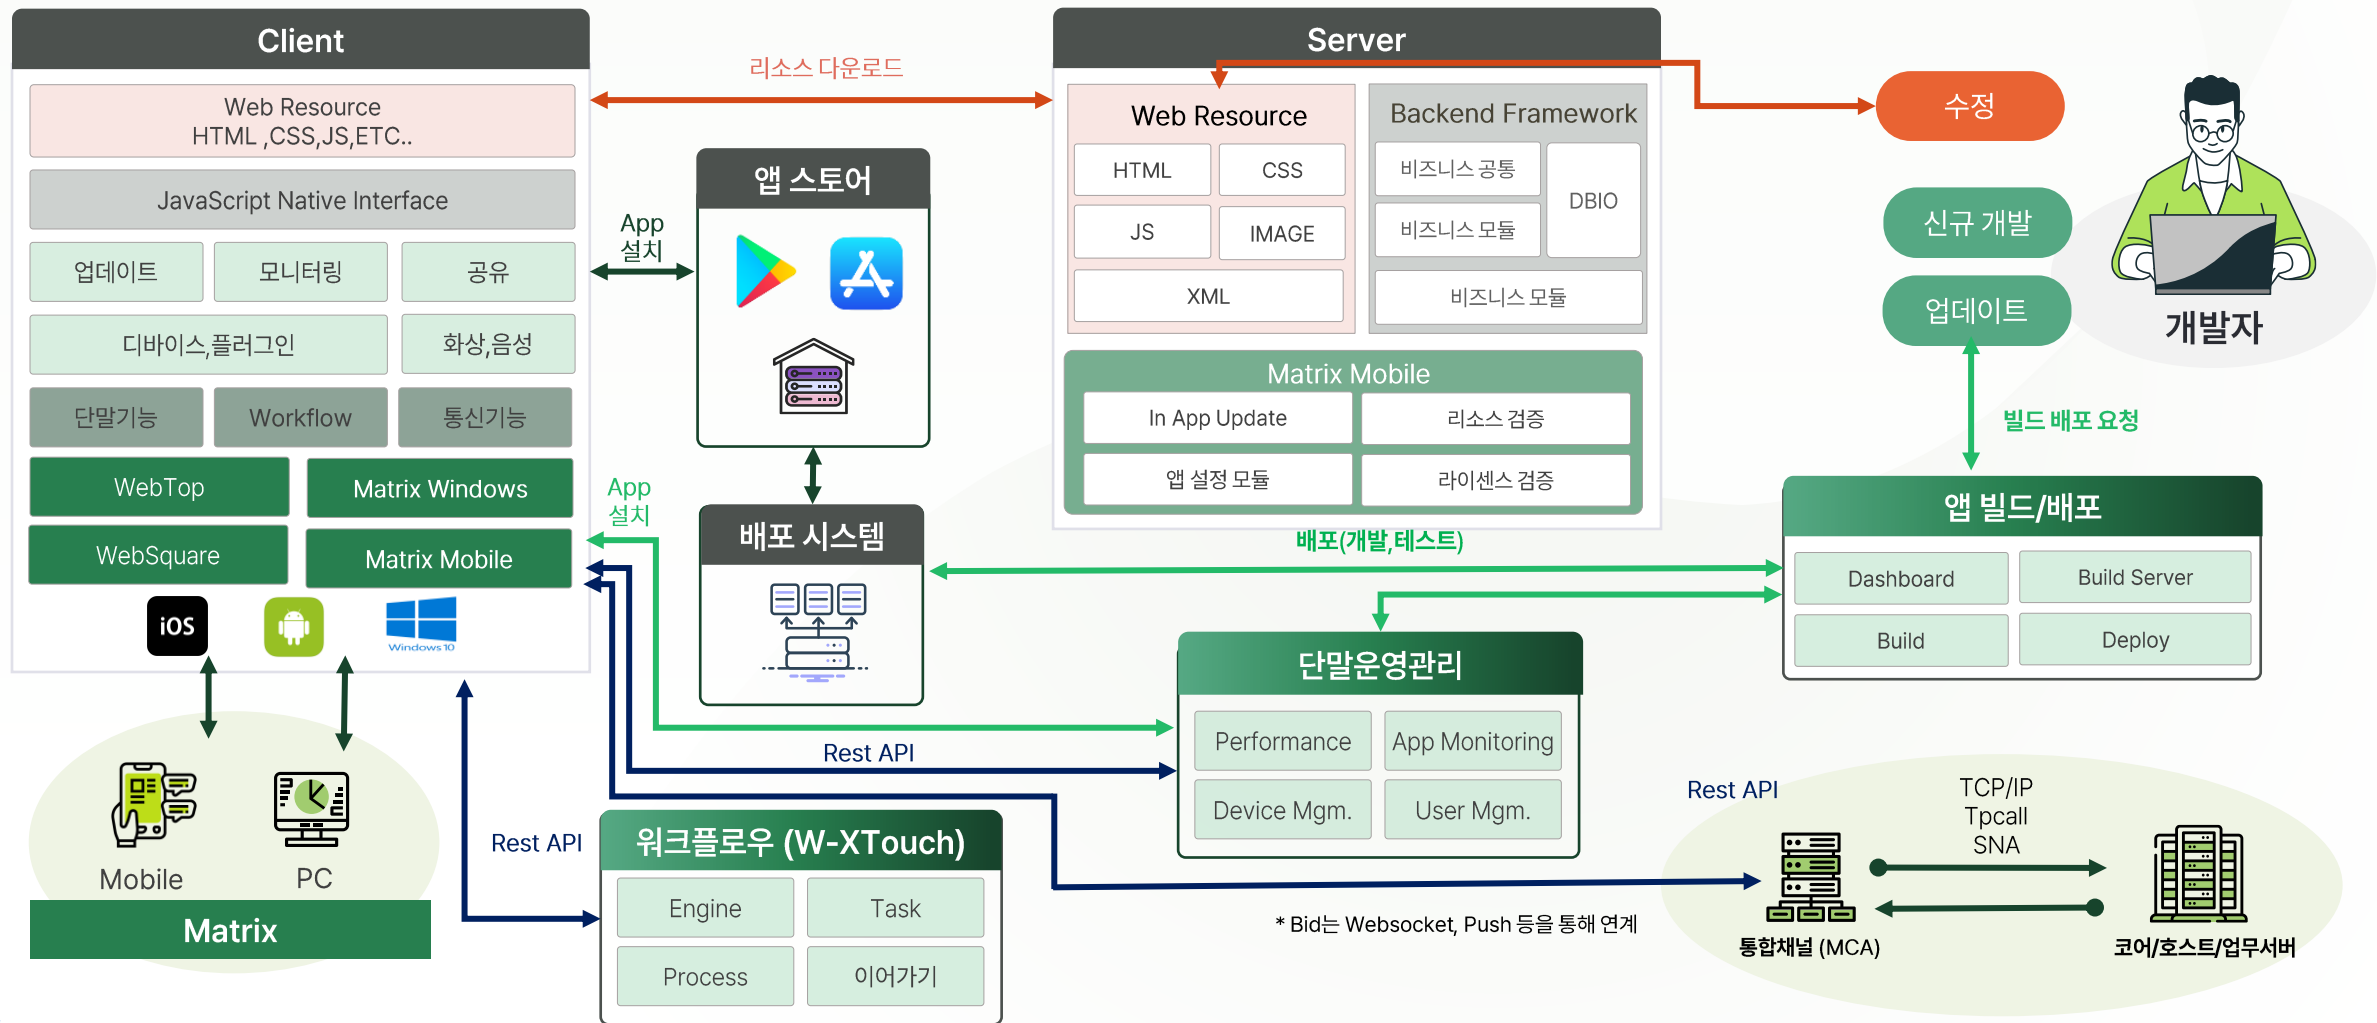 Client
Web Resource
HTML ,CSS,JS,ETC..
JavaScript Native Interface
업데이트
모니터링
공유
디바이스,플러그인
화상,음성
단말기능
Workflow
통신기능
WebTop
Matrix Windows
WebSquare
Matrix Mobile
iOS
Windows 10
Mobile
PC
Matrix
리소스 다운로드
App
설치
앱 스토어
App
설치
배포 시스템
Rest API
Rest API
워크플로우 (W-XTouch)
Engine
Task
Process
이어가기
Server
Web Resource
HTML
CSS
JS
IMAGE
XML
Backend Framework
비즈니스 공통
비즈니스 모듈
DBIO
비즈니스 모듈
Matrix Mobile
In App Update
리소스 검증
앱 설정 모듈
라이센스 검증
배포(개발,테스트)
단말운영관리
Performance
App Monitoring
Device Mgm.
User Mgm.
* Bid는 Websocket, Push 등을 통해 연계
수정
신규 개발
업데이트
개발자
빌드 배포 요청
앱 빌드/배포
Dashboard
Build Server
Build
Deploy
Rest API
TCP/IP
Tpcall
SNA
통합채널 (MCA)
코어/호스트/업무서버